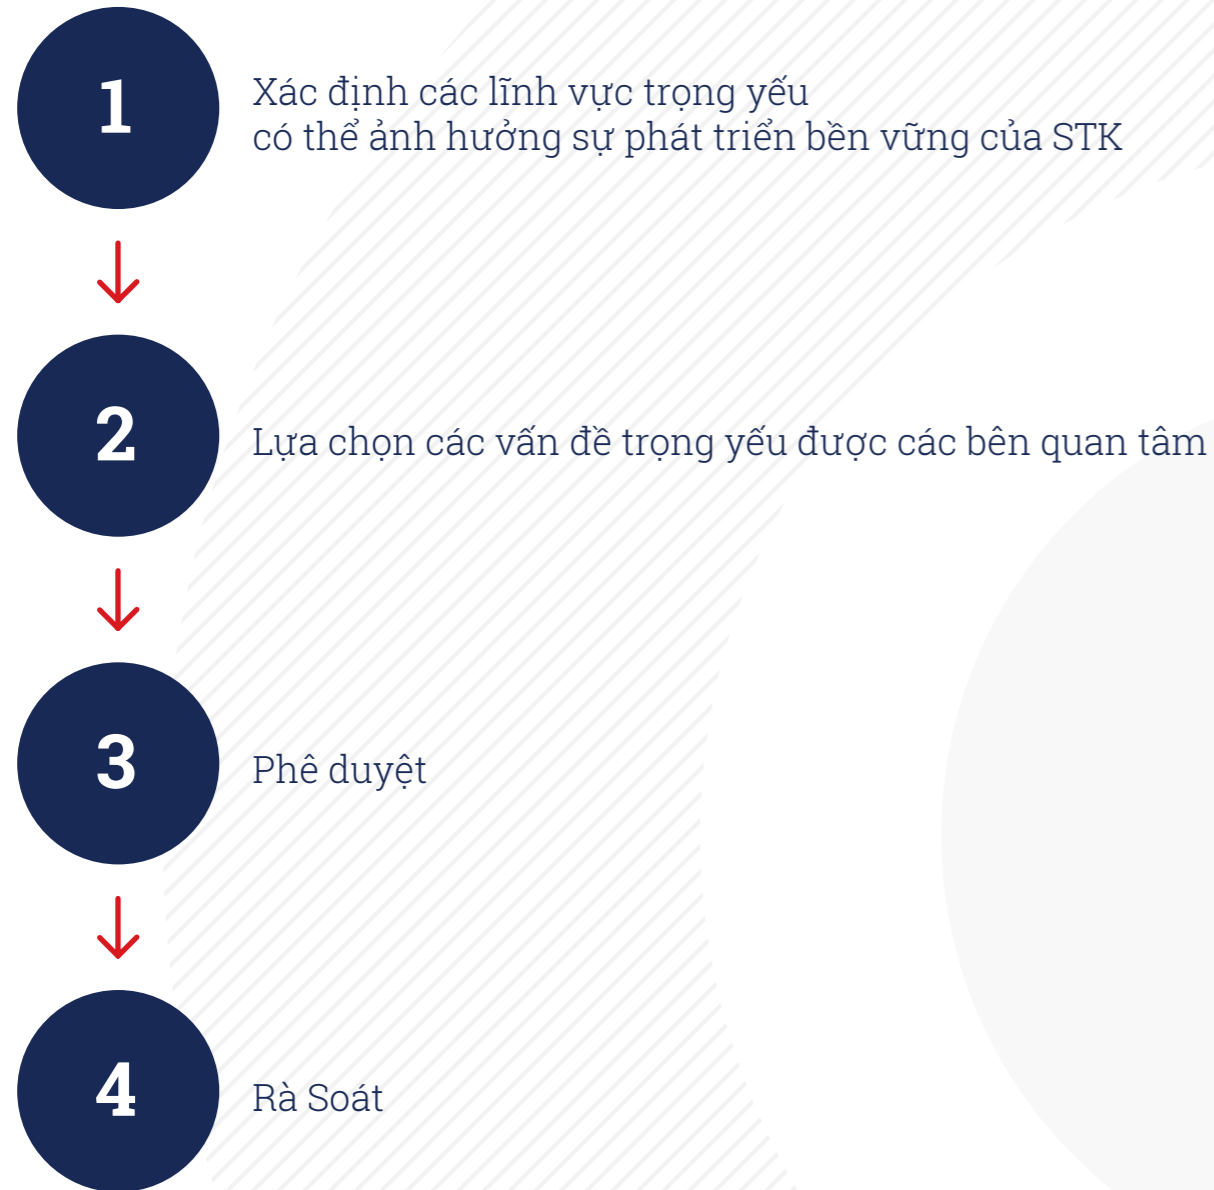 1
Xác định các lĩnh vực trọng yếu
có thể ảnh hưởng sự phát triển bền vững của STK
2
Lựa chọn các vấn đề trọng yếu được các bên quan tâm
3
Phê duyệt
4
Rà Soát